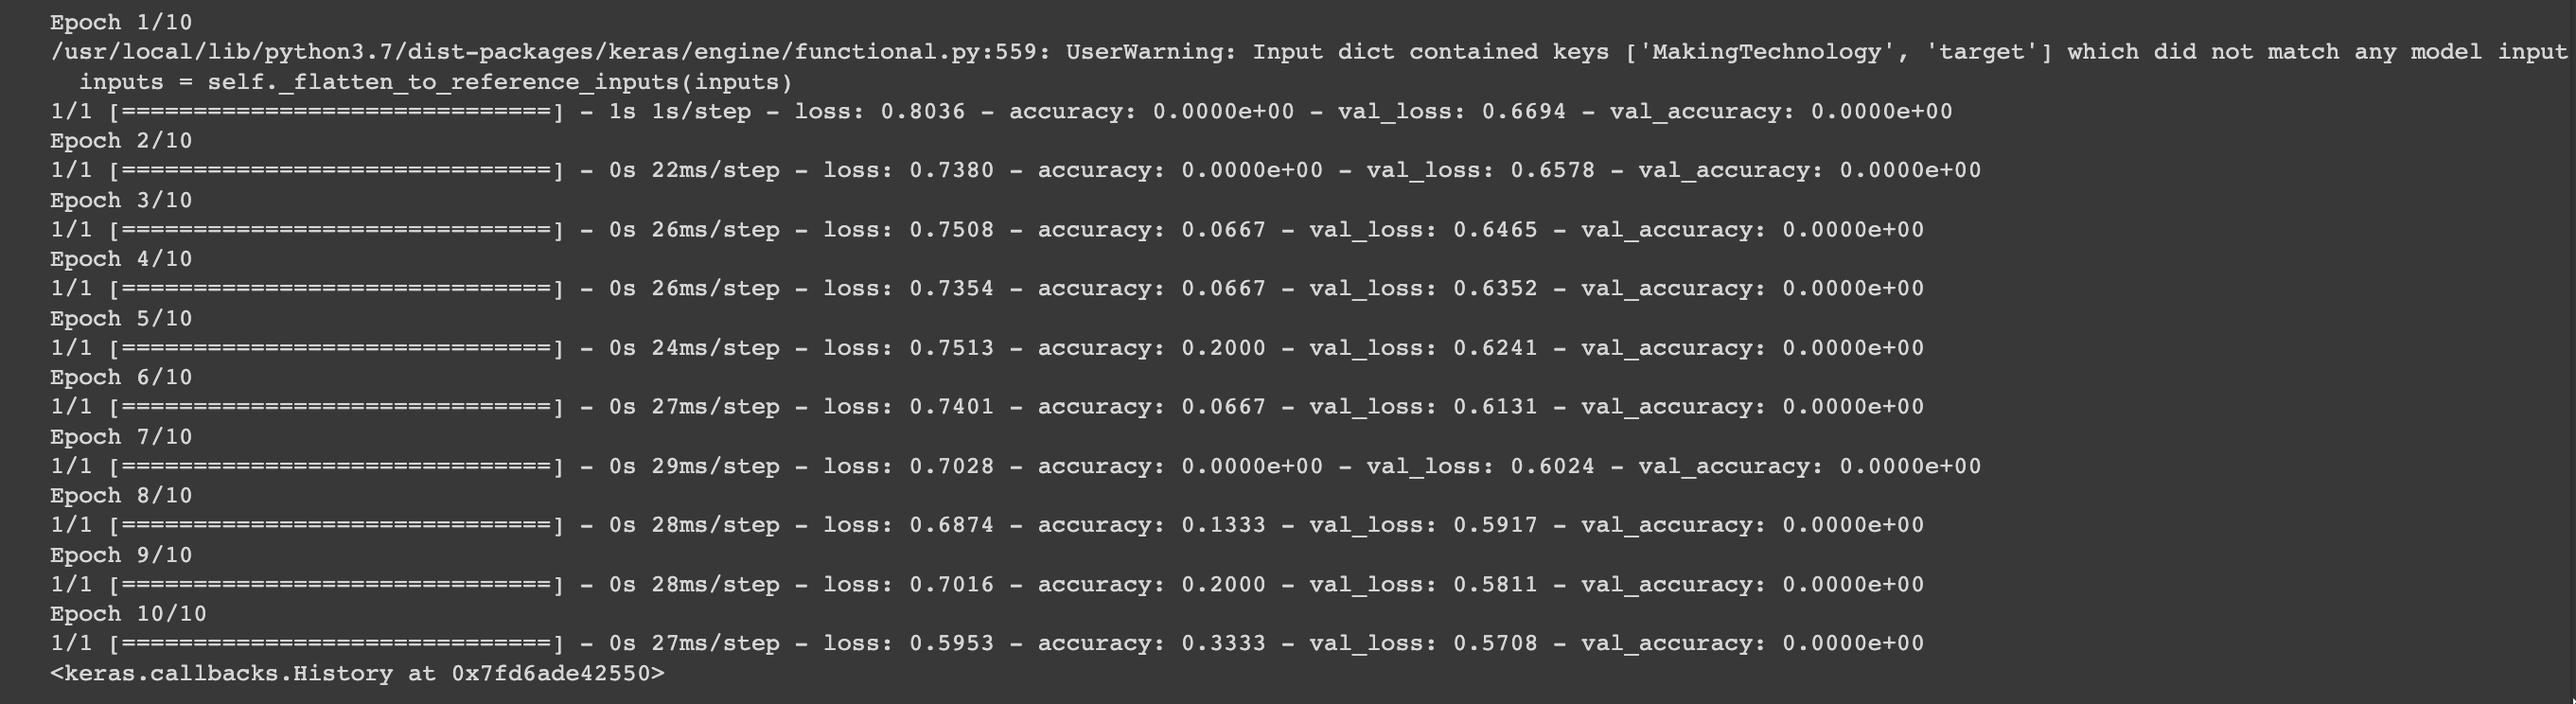 Epoch 1/10
/usr/local/lib/python3.7/dist-packages/keras/engine/functional.py:559: UserWarning: Input dict contained keys ['MakingTechnology', 'target'] which did not match any model input
  inputs = self._flatten_to_reference_inputs(inputs)
1/1 [==============================] - 1s 1s/step - loss: 0.8036 - accuracy: 0.0000e+00 - val_loss: 0.6694 - val_accuracy: 0.0000e+00
Epoch 2/10
1/1 [==============================] - 0s 22ms/step - loss: 0.7380 - accuracy: 0.0000e+00 - val_loss: 0.6578 - val_accuracy: 0.0000e+00
Epoch 3/10
1/1 [==============================] - 0s 26ms/step - loss: 0.7508 - accuracy: 0.0667 - val_loss: 0.6465 - val_accuracy: 0.0000e+00
Epoch 4/10
1/1 [==============================] - 0s 26ms/step - loss: 0.7354 - accuracy: 0.0667 - val_loss: 0.6352 - val_accuracy: 0.0000e+00
Epoch 5/10
1/1 [==============================] - 0s 24ms/step - loss: 0.7513 - accuracy: 0.2000 - val_loss: 0.6241 - val_accuracy: 0.0000e+00
Epoch 6/10
1/1 [==============================] - 0s 27ms/step - loss: 0.7401 - accuracy: 0.0667 - val_loss: 0.6131 - val_accuracy: 0.0000e+00
Epoch 7/10
1/1 [==============================] - 0s 29ms/step - loss: 0.7028 - accuracy: 0.0000e+00 - val_loss: 0.6024 - val_accuracy: 0.0000e+00
Epoch 8/10
1/1 [==============================] - 0s 28ms/step - loss: 0.6874 - accuracy: 0.1333 - val_loss: 0.5917 - val_accuracy: 0.0000e+00
Epoch 9/10
1/1 [==============================] - 0s 28ms/step - loss: 0.7016 - accuracy: 0.2000 - val_loss: 0.5811 - val_accuracy: 0.0000e+00
Epoch 10/10
1/1 [==============================] - 0s 27ms/step - loss: 0.5953 - accuracy: 0.3333 - val_loss: 0.5708 - val_accuracy: 0.0000e+00
<keras.callbacks.History at 0x7fd6ade42550>